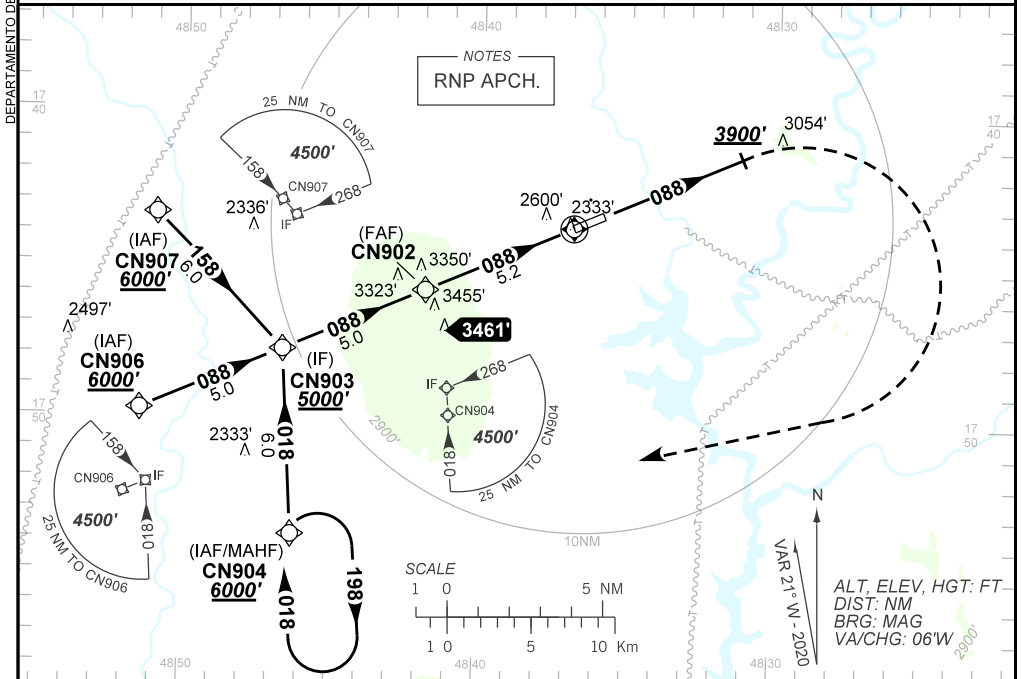 DEPARTAMENTO DE
48 50
48 40
48 30
NOTES
RNP APCH.
17
40
17
40
25 NM TO CN907
4500'
158
CN907
268
IF
3900'
3054'
2336'
2600'
2333'
088
(IAF)
CN907
6000'
158
6.0
(FAF)
CN902
3350'
088
5.2
3323'
3455'
2497'
3461'
088
5.0
(IAF)
CN906
6000'
088
5.0
(IF)
CN903
5000'
IF
268
CN904
4500'
018
25 NM TO CN904
17
50
2900'
17
50
2333'
6.0
018
158
CN906
IF
4500'
018
25 NM TO CN906
10NM
N
(IAF/MAHF)
CN904
6000'
198
018
SCALE
1 0 5 NM
1 0 5 10 Km
VAR 21° W - 2020
ALT, ELEV, HGT: FT
DIST: NM
BRG: MAG
VA/CHG: 06'W
2900'
48 50
48 40
48 30